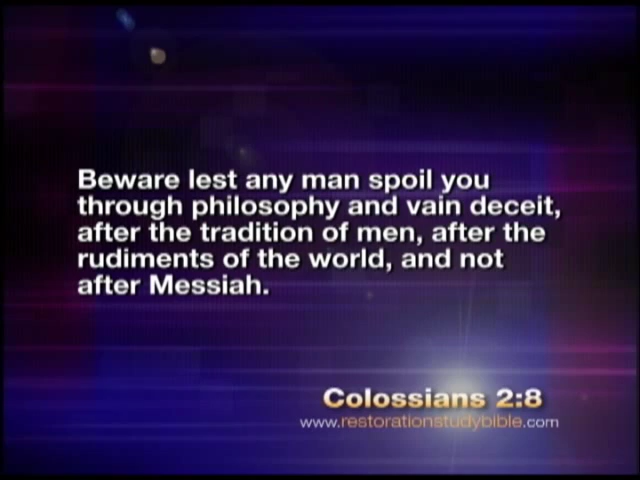 Beware lest any man spoil you
through philosophy and vain deceit,
after the tradition of men, after the
rudiments of the world, and not
after Messiah.
Colossians 2:8
www.restorationstudybible.com